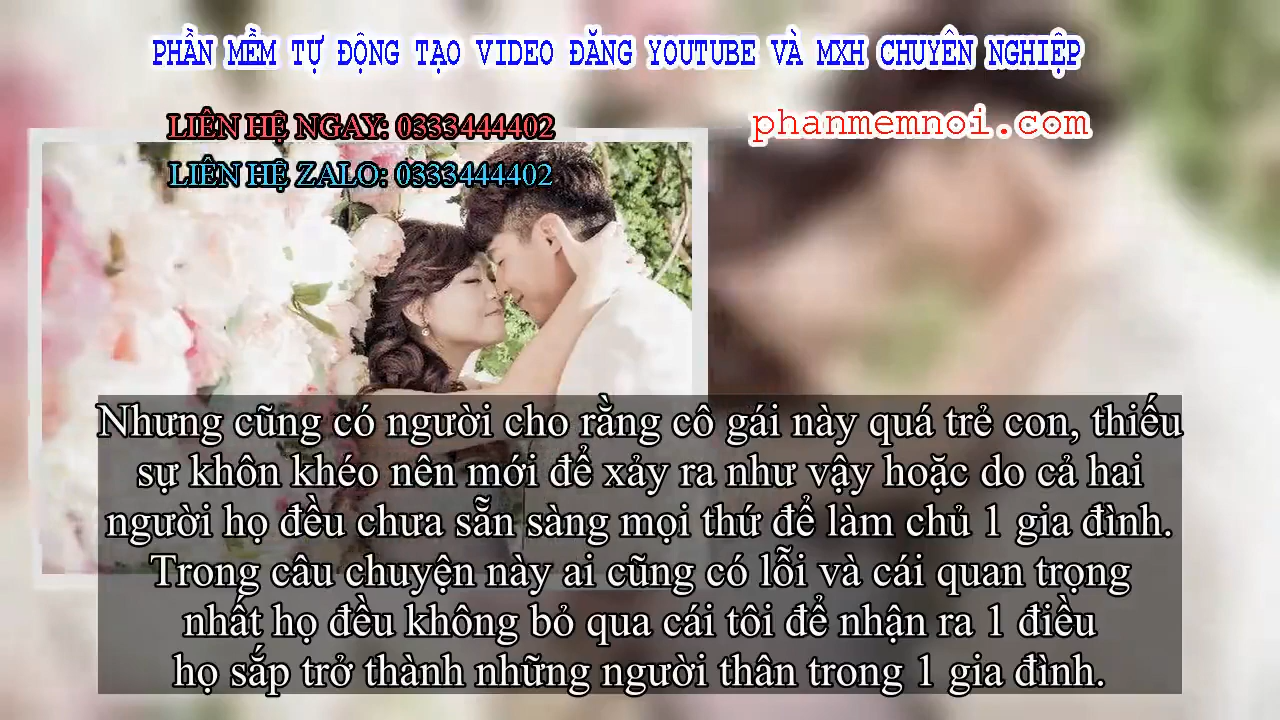 PHẦN MỀM TỰ ĐỘNG TẠO VIDEO ĐĂNG YOUTUBE VÀ MXH CHUYÊN NGHIỆP
LIÊN HỆ NGAY: 0333444402
phanmemnoi.com
LIÊN HỆ ZALO: 0333444402
Nhưng cũng có người cho rằng cô gái này quá trẻ con, thiếu
sự khôn khéo nên mới để xảy ra như vậy hoặc do cả hai
người họ đều chưa sẵn sàng mọi thứ để làm chủ 1 gia đình.
Trong câu chuyện này ai cũng có lỗi và cái quan trọng
nhất họ đều không bỏ qua cái tôi để nhận ra 1 điều
họ sắp trở thành những người thân trong 1 gia đình.